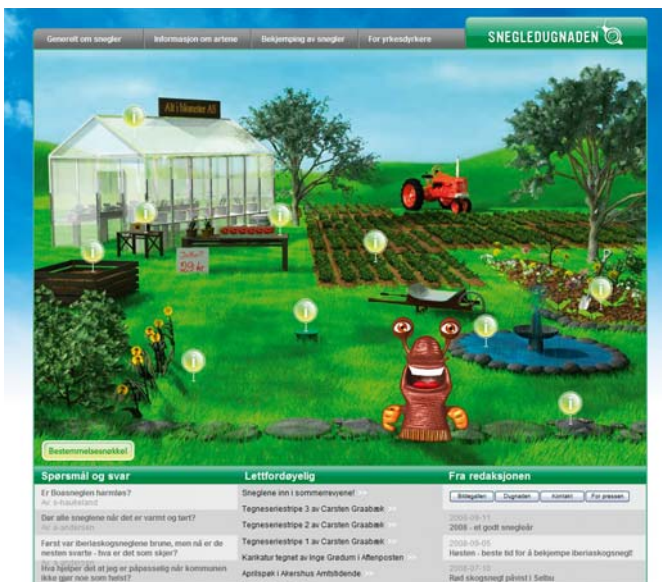 Generelt om snegler
Informasjon om artene
Bekjemping av snegler
For yrkesdyrkere
SNEGLEDUGNADEN
Alt i blomster AS
29 kr
Bestemmelsesnøkkel
Spørsmål og svar
Er Boasneglen harmløs?
Av s-haukeland
Dør alle sneglene når det er varmt og tørt?
Av a-andersen
Først var iberiaskogsneglene brune, men nå er de
nesten svarte - hva er det som skjer?
Hva hjelper det at jeg er påpasselig når kommunen
ikke gjør noe som helst?
Lettfordøyelig
Sneglene inn i sommerrevyene!
Tegneseriestripe 3 av Carsten Graabæk
Tegneseriestripe 2 av Carsten Graabæk
Tegneseriestripe 1 av Carsten Graabæk
Karikatur tegnet av Inge Grødum i Aftenposten
Aprilspøk i Akershus Amtstidende
Fra redaksjonen
Bildegalleri
Dugnaden
Kontakt
For pressen
2008-09-11
2008 - et godt sneglår
2008-09-05
Høsten - beste tid for å bekjempe iberiaskogsnegl!
2008-07-10
Rød skogsnegl påvist i Selbu